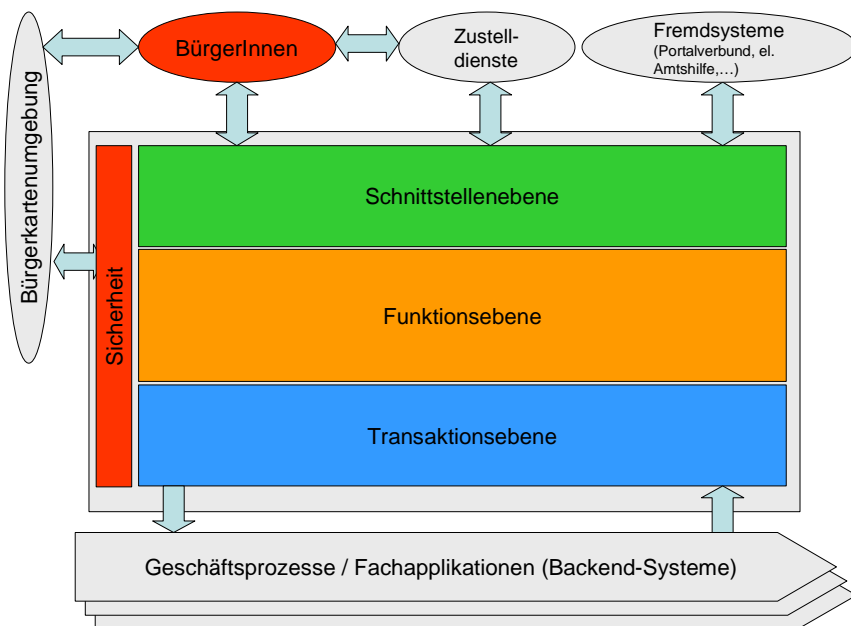 BürgerInnen
Zustell-
dienste
Fremdsysteme
(Portalverbund, el.
Amtshilfe,…)
Bürgerkartenumgebung
Sicherheit
Schnittstellenebene
Funktionsebene
Transaktionsebene
Geschäftsprozesse / Fachapplikationen (Backend-Systeme)